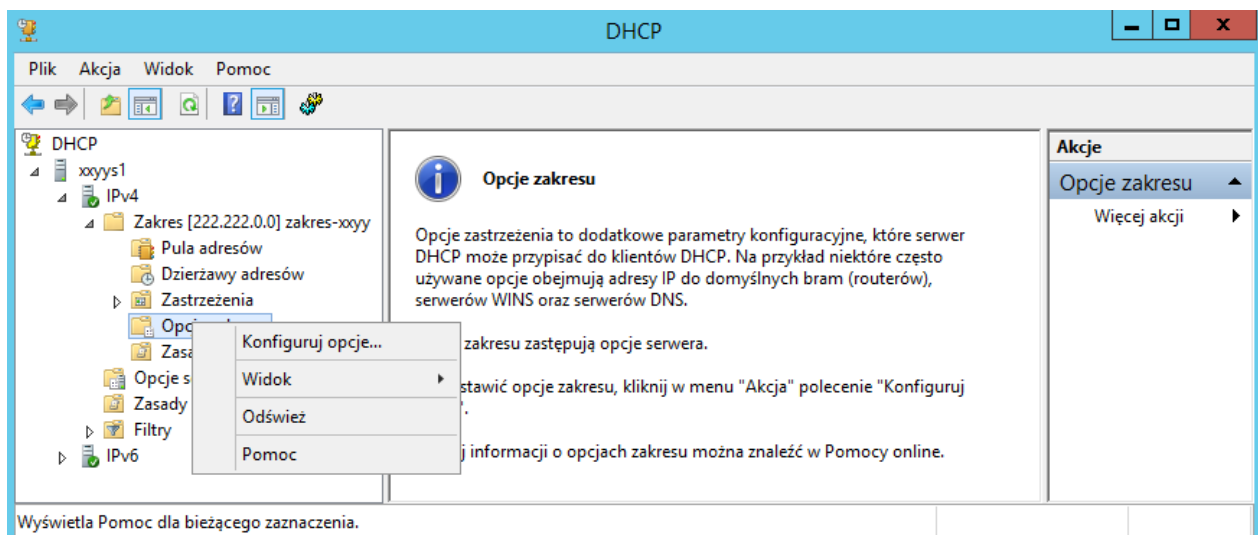 DHCP
Plik Akcja Widok Pomoc
DHCP
xxyys1
IPv4
Zakres [222.222.0.0] zakres-xxyy
Pula adresów
Dzierżawy adresów
Zastrzeżenia
Opcj
Zasa
Opcje s
Zasady
Filtry
IPv6
Konfiguruj opcje...
Widok
Odśwież
Pomoc
Opcje zakresu
Opcje zastrzeżenia to dodatkowe parametry konfiguracyjne, które serwer
DHCP może przypisać do klientów DHCP. Na przykład niektóre często
używane opcje obejmują adresy IP do domyślnych bram (routerów),
serwerów WINS oraz serwerów DNS.
zakresu zastępują opcje serwera.
stawić opcje zakresu, kliknij w menu "Akcja" polecenie "Konfiguruj
".
j informacji o opcjach zakresu można znaleźć w Pomocy online.
Akcje
Opcje zakresu
Więcej akcji
Wyświetla Pomoc dla bieżącego zaznaczenia.